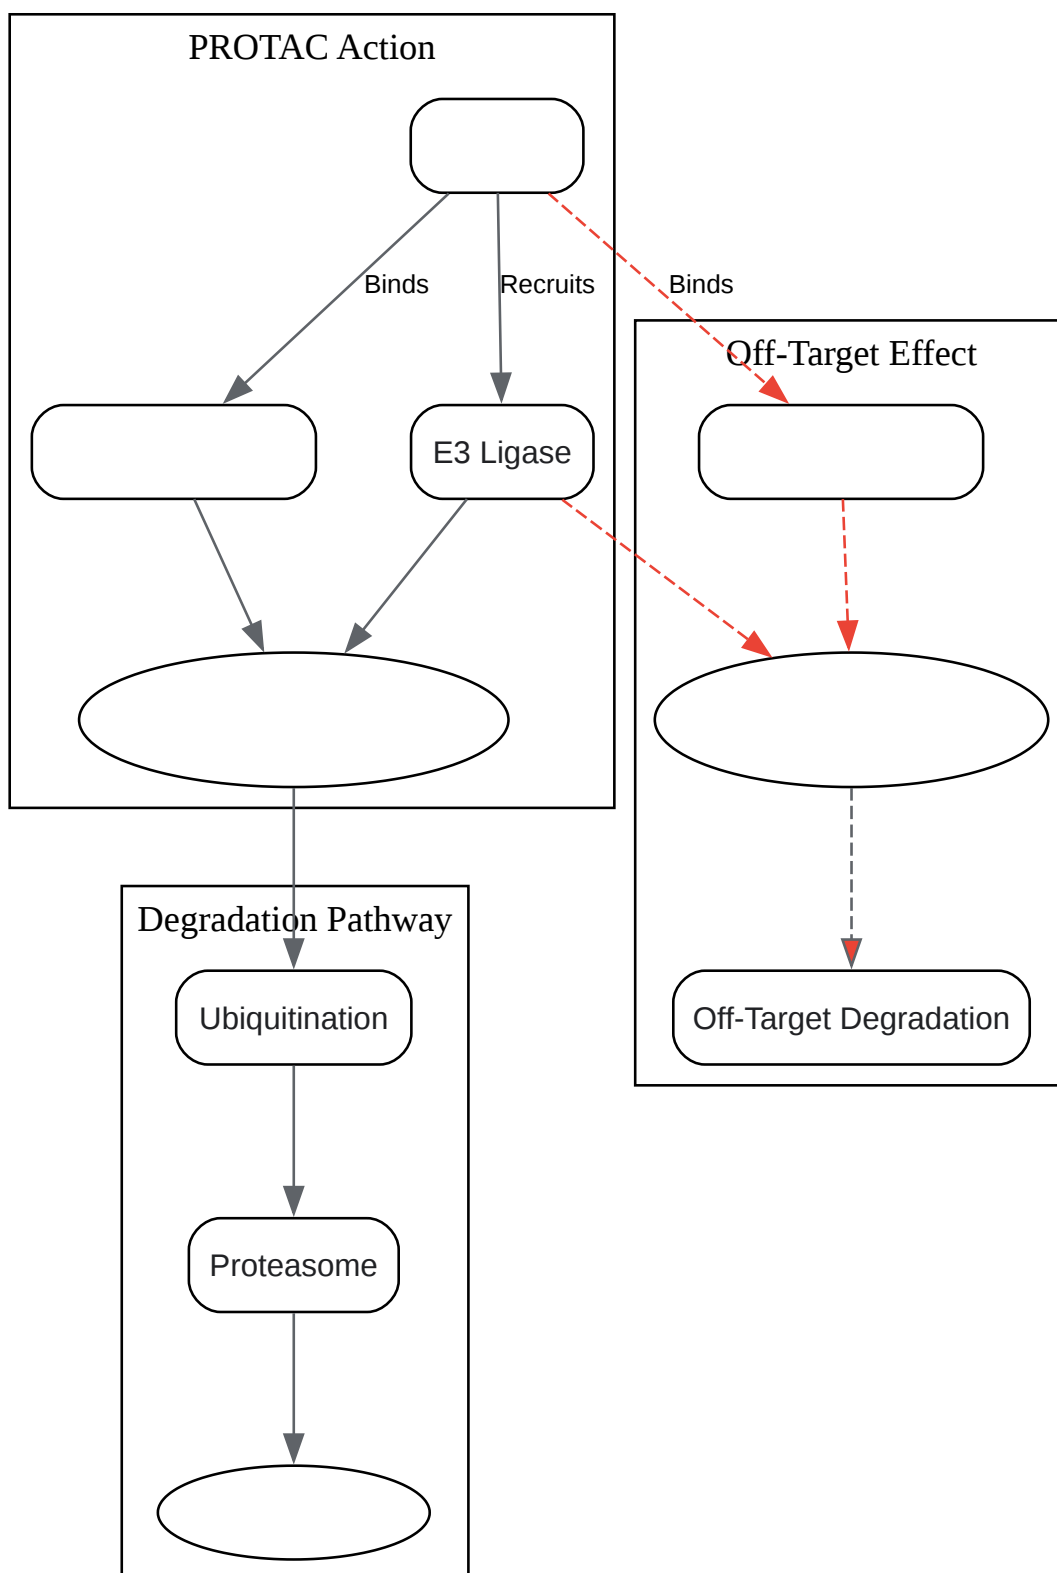 PROTAC Action
Binds
Recruits
Binds
Off-Target Effect
E3 Ligase
Degradation Pathway
Ubiquitination
Off-Target Degradation
Proteasome